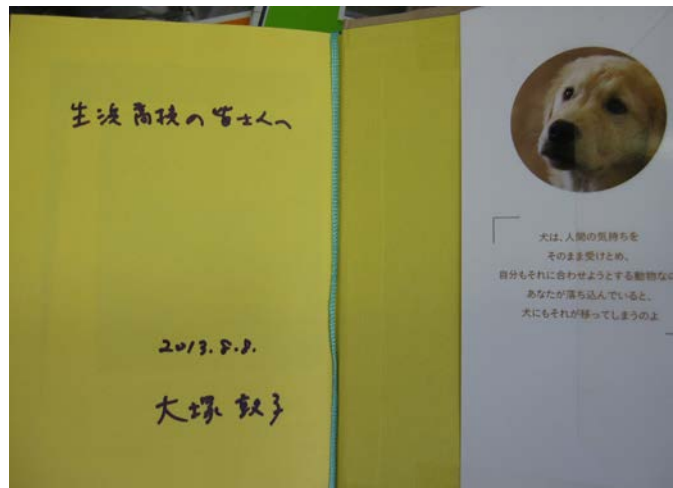 生浜高校の皆さんへ
2013.8.8.
大塚敦子
犬は、人間の気持ちを
そのまま受けとめ、
自分もそれに合わせようとする動物なの
あなたが落ち込んでいると、
犬にもそれが移ってしまうのよ